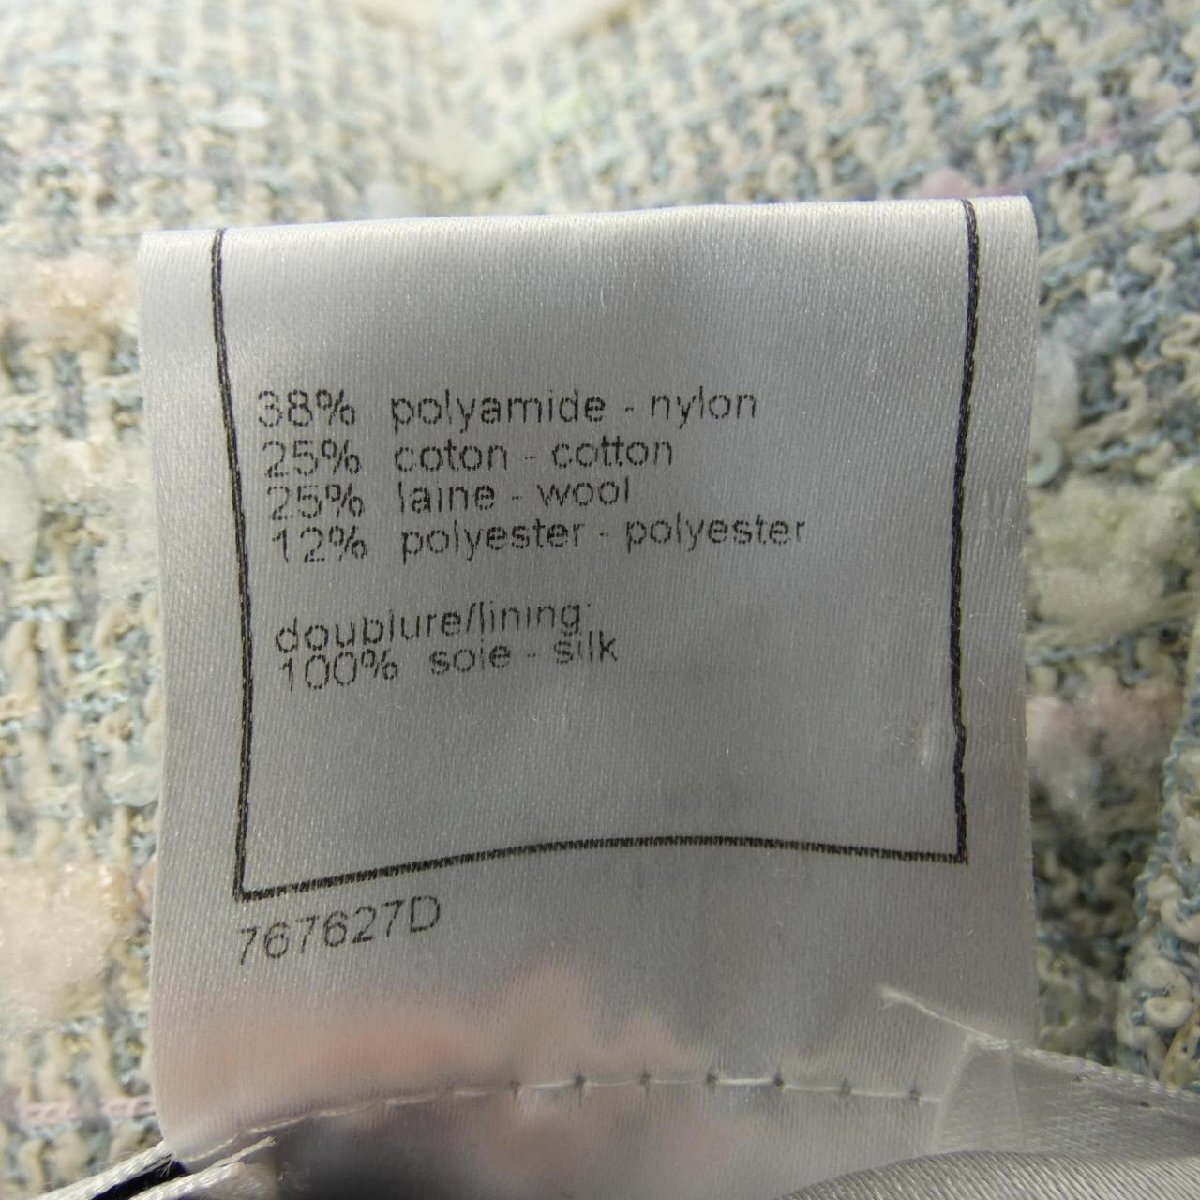 38% polyamide - nylon
25% coton - cotton
25% laine - wool
12% polyester - polyester
doublure/lining:
100% soie - silk
767627D